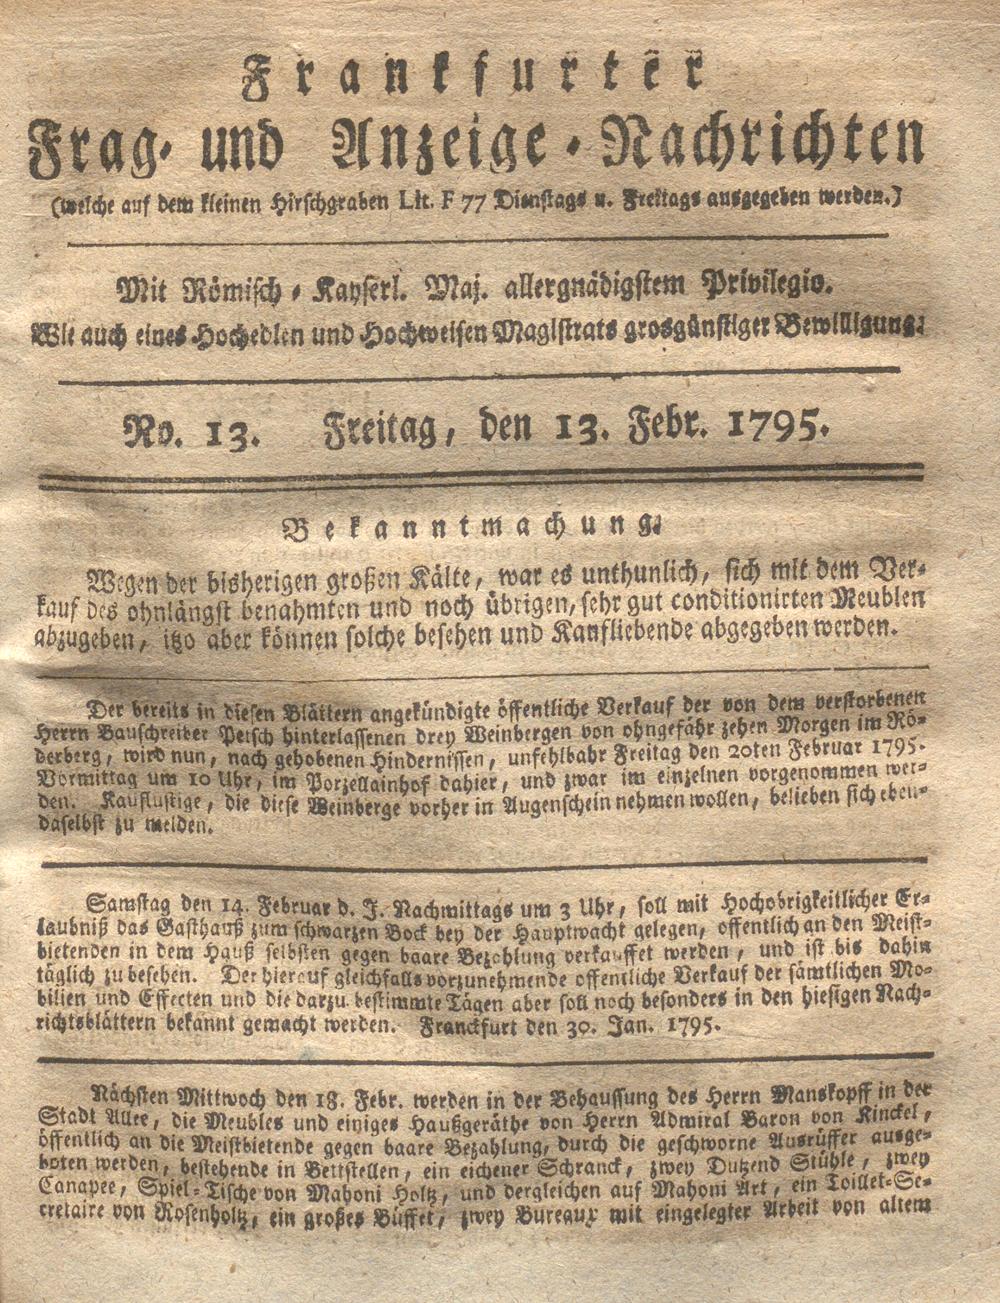 Frankfurter
Frag- und Anzeige-Nachrichten
(welche auf dem kleinen Hirschgraben Lit. F 77 Dienstags u. Freitags ausgegeben werden.)
Mit Römisch-Kayserl. Maj. allergnädigstem Privilegio.
Wie auch eines Hochedlen und Hochweisen Magistrats grosgünstiger Bewilligung.
No. 13. Freitag, den 13. Febr. 1795.
Bekanntmachung.
Wegen der bisherigen großen Kälte, war es unthunlich, sich mit dem Ver-
kauf des ohnlängst benahmten und noch übrigen, sehr gut conditionirten Meublen
abzugeben, itzo aber können solche besehen und Kaufliebende abgegeben werden.
Der bereits in diesen Blättern angekündigte öffentliche Verkauf der von dem verstorbenen
Herrn Bauschreiber Petsch hinterlassenen drey Weinbergen von ohngefähr zehen Morgen im Rö-
derberg, wird nun, nach gehobenen Hindernissen, unfehlbahr Freitag den 20ten Februar 1795.
Vormittag um 10 Uhr, im Porzellainhof dahier, und zwar im einzelnen vorgenommen wer-
den. Kauflustige, die diese Weinberge vorher in Augenschein nehmen wollen, belieben sich eben-
daselbst zu melden.
Samstag den 14. Februar d. J. Nachmittags um 3 Uhr, soll mit Hochobrigkeitlicher Er-
laubniß das Gasthauß zum schwarzen Bock bey der Hauptwacht gelegen, offentlich an den Meist-
bietenden in dem Hauß selbsten gegen baare Bezahlung verkauffet werden, und ist bis dahin
täglich zu besehen. Der hierauf gleichfalls vorzunehmende offentliche Verkauf der sämtlichen Mo-
bilien und Effecten und die darzu bestimmte Tägen aber soll noch besonders in den hiesigen Nach-
richtsblättern bekannt gemacht werden. Franckfurt den 30. Jan. 1795.
Nächsten Mittwoch den 18. Febr. werden in der Behaussung des Herrn Manskopff in der
Stadt Allee, die Meubles und einiges Haußgeräthe von Herrn Admiral Baron von Kinckel,
öffentlich an die Meistbietende gegen baare Bezahlung, durch die geschworne Ausrüffer ausge-
boten werden, bestehende in Bettstellen, ein eichener Schranck, zwey Dutzend Stühle, zwey
Canapee, Spiel-Tische von Mahoni Holtz, und dergleichen auf Mahoni Art, ein Toillet-Se-
cretaire von Rosenholtz, ein großes Büffet, zwey Bureaux mit eingelegter Arbeit von altem